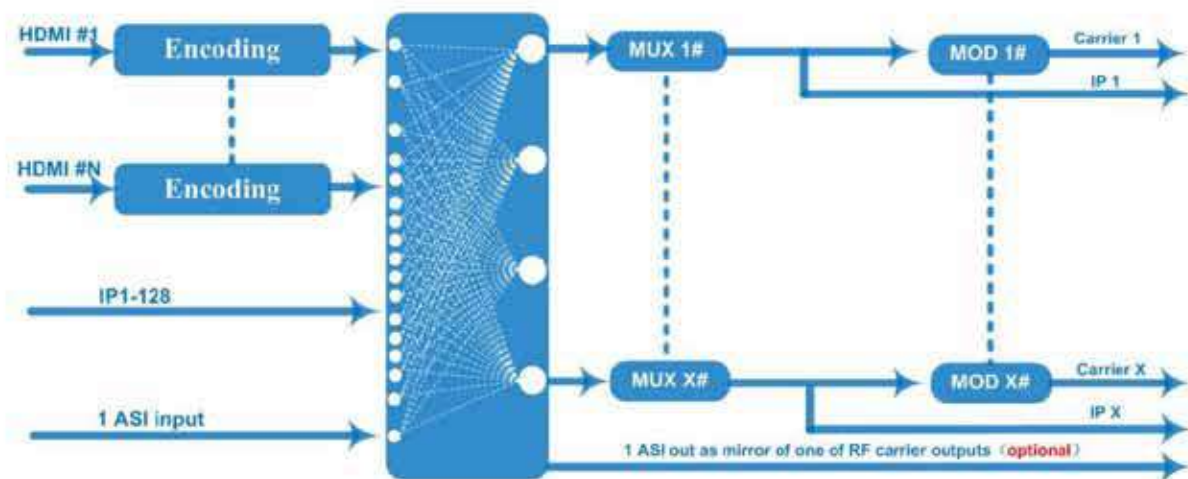 HDMI #1
Encoding
MUX 1#
MOD 1#
Carrier 1
IP 1
HDMI #N
Encoding
IP1-128
MUX X#
MOD X#
Carrier X
1 ASI input
IP X
1 ASI out as mirror of one of RF carrier outputs (optional)